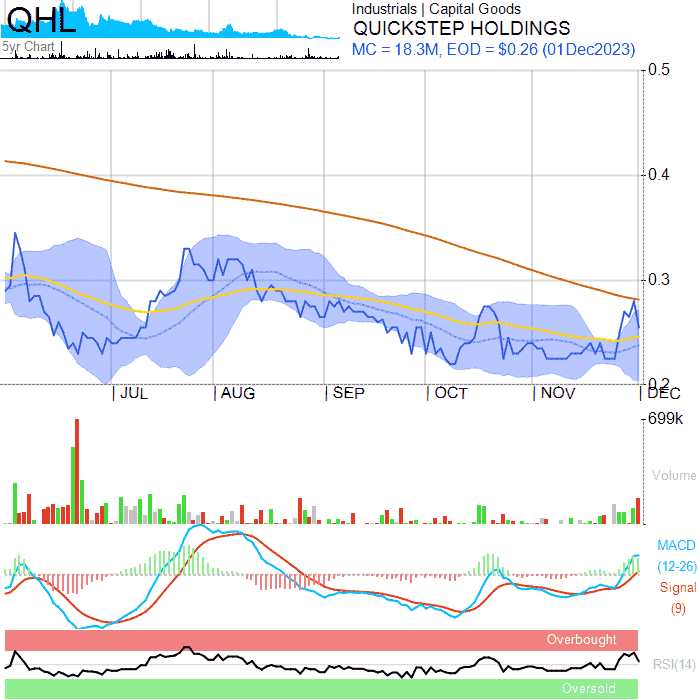 QHL
5yr Chart
Industrials | Capital Goods
QUICKSTEP HOLDINGS
MC = 18.3M, EOD = $0.26 (01Dec2023)
0.5
0.4
0.3
0.2
JUL AUG SEP OCT NOV DEC
699k
Volume
MACD
(12-26)
Signal
(9)
Overbought
RSI(14)
Oversold